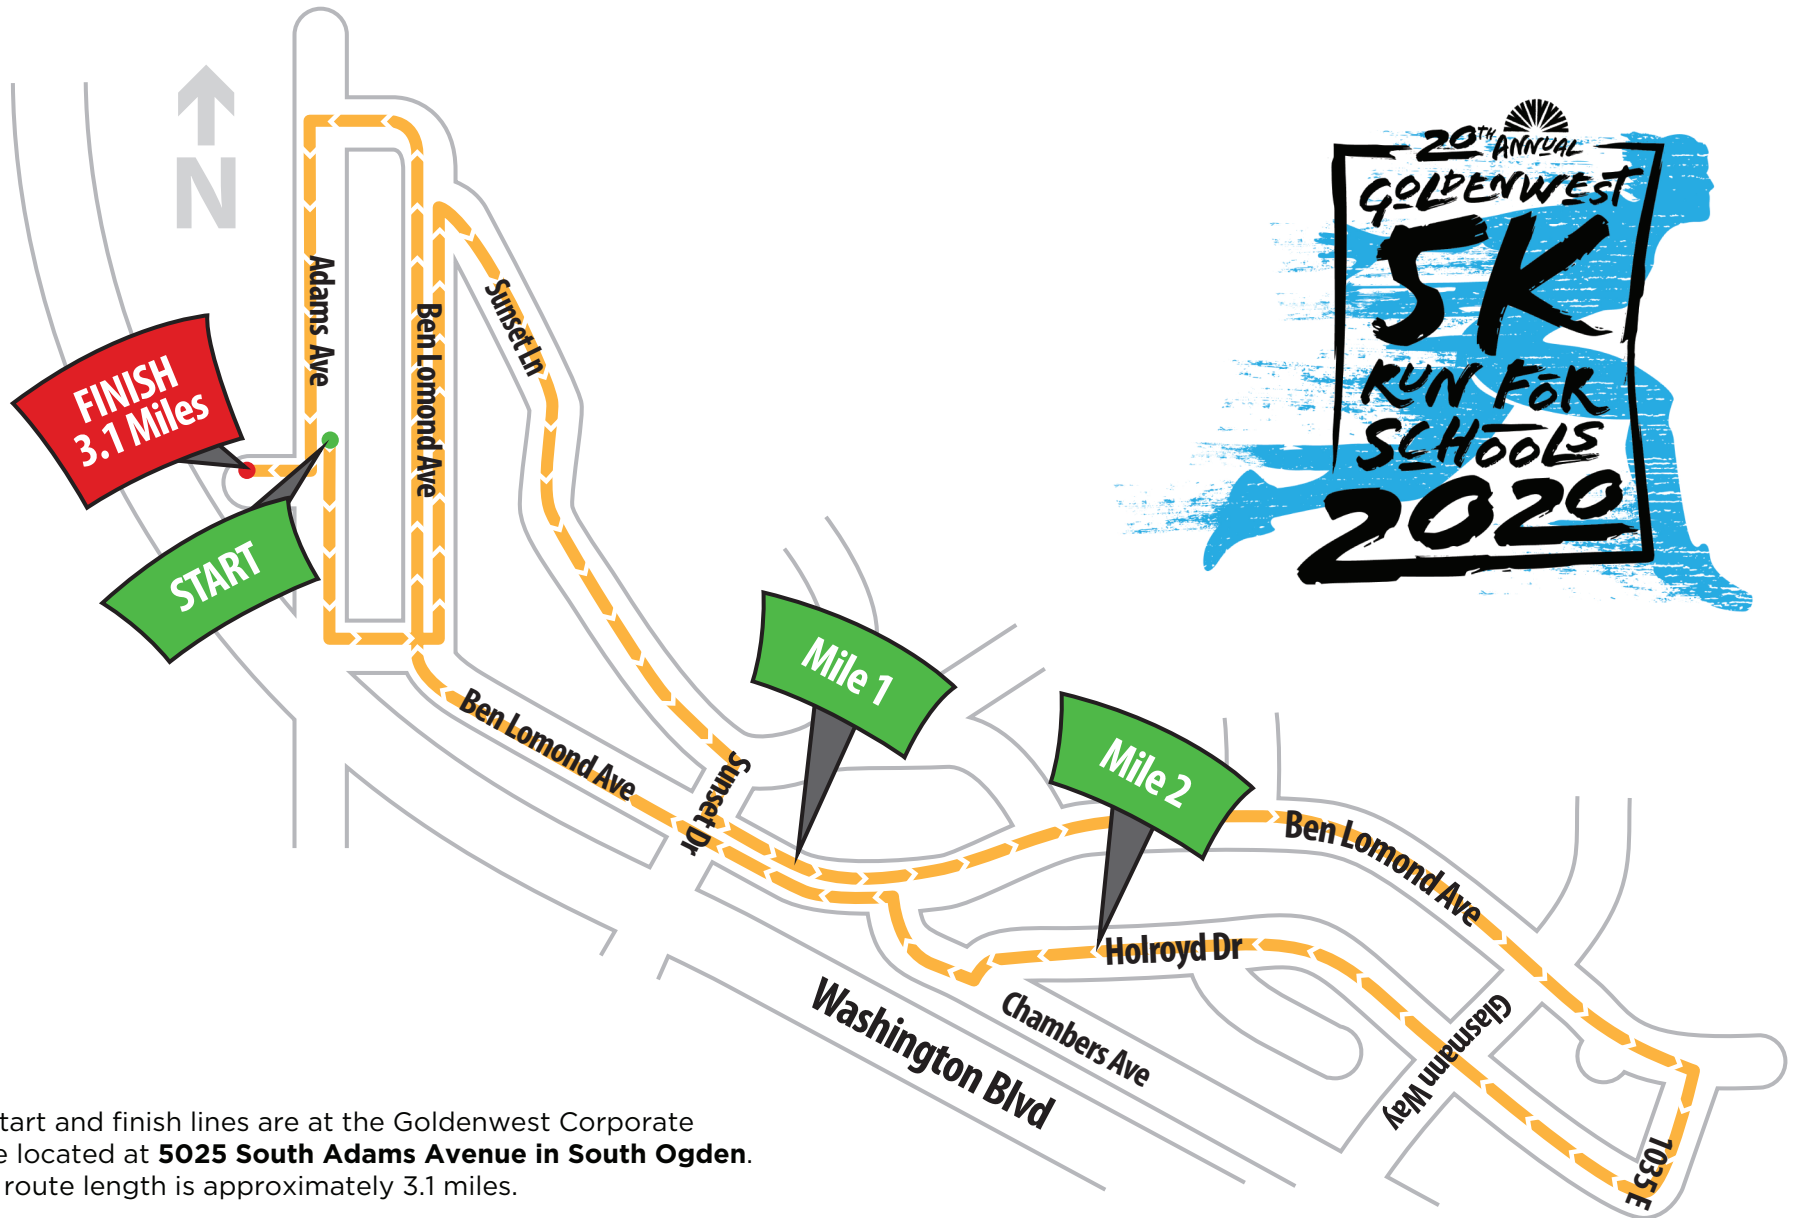 N
20TH ANNUAL
GOLDENWEST
5K
RUN FOR
SCHOOLS
2020
Adams Ave
Ben Lomond Ave
Sunset Ln
FINISH
3.1 Miles
START
Mile 1
Mile 2
Ben Lomond Ave
Sunset Dr
Ben Lomond Ave
Holroyd Dr
Glasmann Way
Chambers Ave
Washington Blvd
1035 E
tart and finish lines are at the Goldenwest Corporate
e located at 5025 South Adams Avenue in South Ogden.
route length is approximately 3.1 miles.